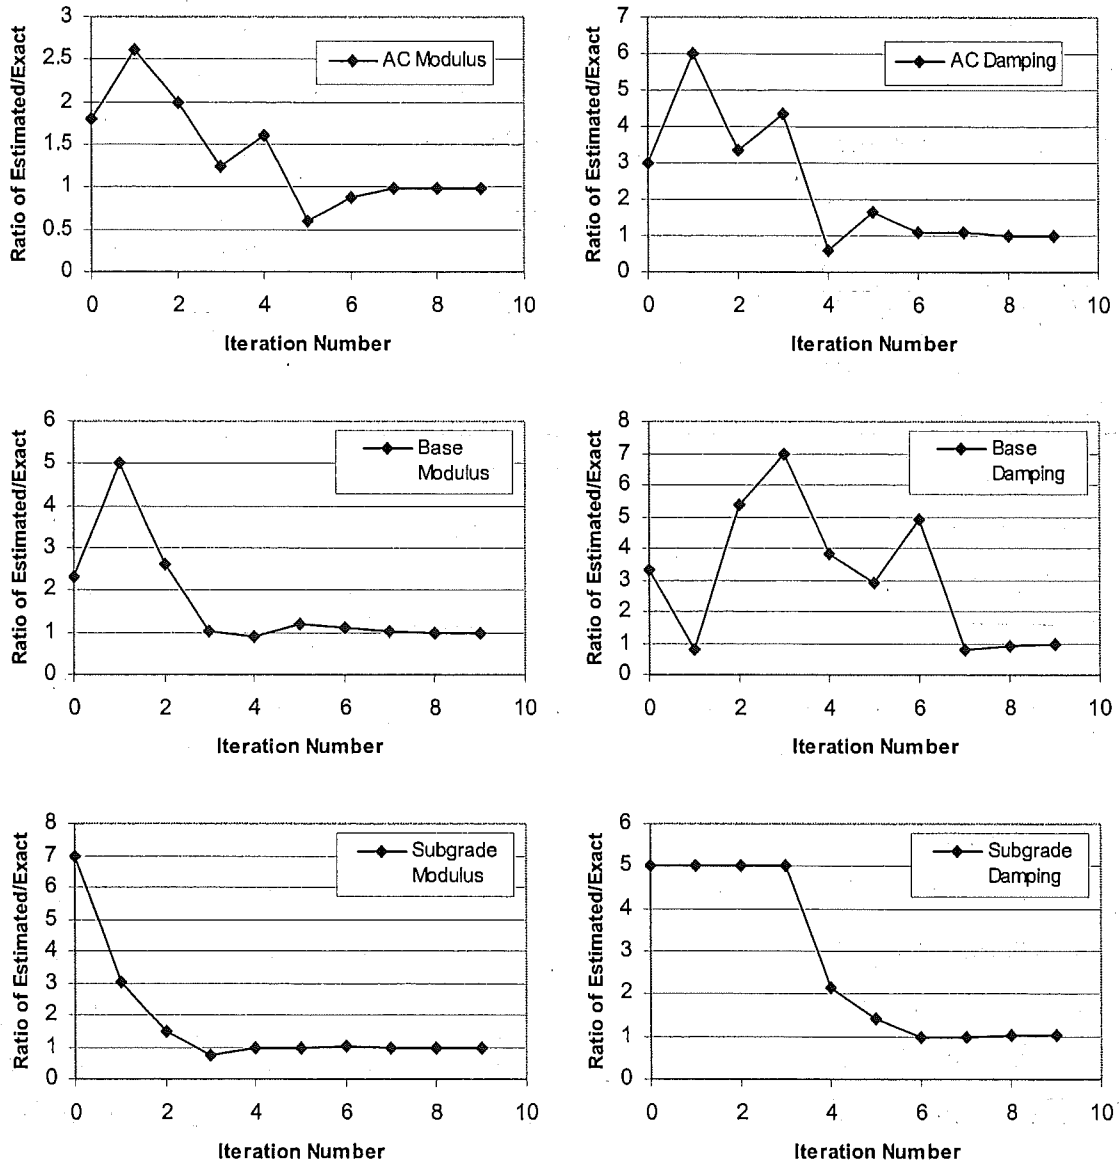 Ratio of Estimated/Exact
3
2.5
2
1.5
1
0.5
0
AC Modulus
0 2 4 6 8 10
Iteration Number
Ratio of Estimated/Exact
7
6
5
4
3
2
1
0
AC Damping
0 2 4 6 8 10
Iteration Number
Ratio of Estimated/Exact
6
5
4
3
2
1
0
Base
Modulus
0 2 4 6 8 10
Iteration Number
Ratio of Estimated/Exact
8
7
6
5
4
3
2
1
0
Base
Damping
0 2 4 6 8 10
Iteration Number
Ratio of Estimated/Exact
8
7
6
5
4
3
2
1
0
Subgrade
Modulus
0 2 4 6 8 10
Iteration Number
Ratio of Estimated/Exact
6
5
4
3
2
1
0
Subgrade
Damping
0 2 4 6 8 10
Iteration Number